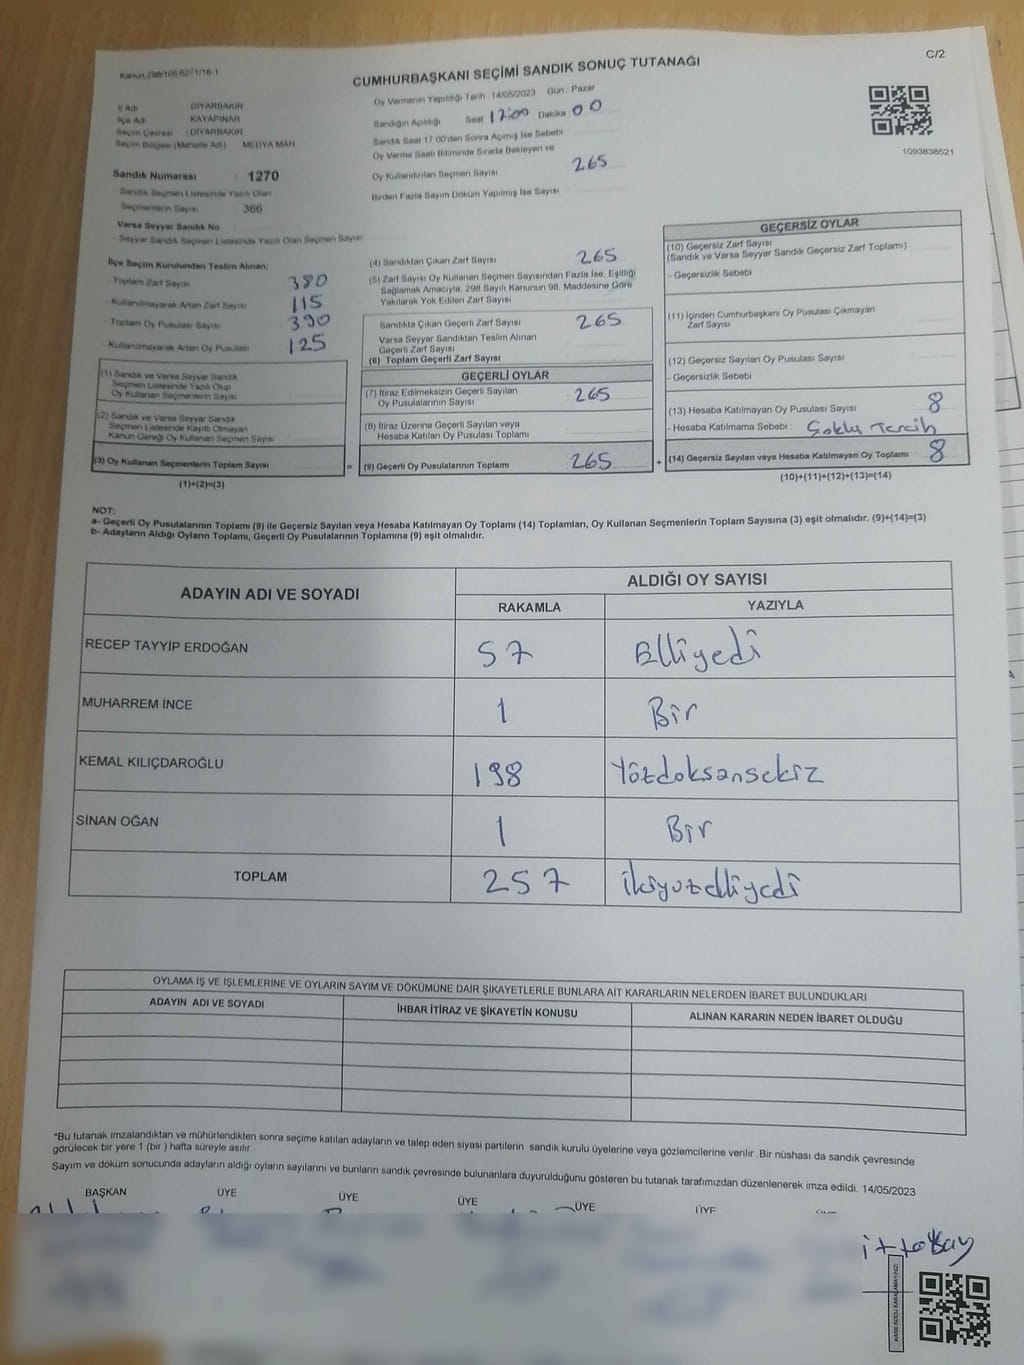 Kanun:298/105.6271/18-1
C/2
CUMHURBAŞKANI SEÇİMİ SANDIK SONUÇ TUTANAĞI
İl Adı DİYARBAKIR
İlçe Adı KAYAPINAR
Seçim Çevresi : DİYARBAKIR
Seçim Bölgesi (Mahalle Adı) MEDYA MAH
Sandık Numarası : 1270
- Sandık Seçmen Listesinde Yazılı Olan
Seçmenlerin Sayısı : 366
Varsa Seyyar Sandık No
- Seyyar Sandık Seçmen Listesinde Yazılı Olan Seçmen Sayısı
Oy Vermenin Yapıldığı Tarih 14/05/2023 Gün : Pazar
Sandığın Açıldığı Saat 17:00 Dakika 00
Sandık Saat 17:00'den Sonra Açılmış İse Sebebi
Oy Verme Saati Bitiminde Sırada Bekleyen ve
Oy Kullandırılan Seçmen Sayısı 265
Birden Fazla Sayım Döküm Yapılmış İse Sayısı
1093638521
İlçe Seçim Kurulundan Teslim Alınan;
- Toplam Zarf Sayısı 380
- Kullanılmayarak Artan Zarf Sayısı 115
- Toplam Oy Pusulası Sayısı 390
- Kullanılmayarak Artan Oy Pusulası 125
(1) Sandık ve Varsa Seyyar Sandık
Seçmen Listesinde Yazılı Olup
Oy Kullanan Seçmenlerin Sayısı
(2) Sandık ve Varsa Seyyar Sandık
Seçmen Listesinde Kayıtlı Olmayan
Kanun Gereği Oy Kullanan Seçmen Sayısı
(3) Oy Kullanan Seçmenlerin Toplam Sayısı
(1)+(2)=(3)
(4) Sandıktan Çıkan Zarf Sayısı 265
(5) Zarf Sayısı Oy Kullanan Seçmen Sayısından Fazla İse, Eşitliği
Sağlamak Amacıyla, 298 Sayılı Kanunun 98. Maddesine Göre
Yakılarak Yok Edilen Zarf Sayısı
Sandıkta Çıkan Geçerli Zarf Sayısı 265
Varsa Seyyar Sandıktan Teslim Alınan
Geçerli Zarf Sayısı
(6) Toplam Geçerli Zarf Sayısı
GEÇERLİ OYLAR
(7) İtiraz Edilmeksizin Geçerli Sayılan
Oy Pusulalarının Sayısı 265
(8) İtiraz Üzerine Geçerli Sayılan veya
Hesaba Katılan Oy Pusulaları Toplamı
= (9) Geçerli Oy Pusulalarının Toplamı 265 +
GEÇERSİZ OYLAR
(10) Geçersiz Zarf Sayısı
(Sandık ve Varsa Seyyar Sandık Geçersiz Zarf Toplamı)
- Geçersizlik Sebebi
(11) İçinden Cumhurbaşkanı Oy Pusulası Çıkmayan
Zarf Sayısı
(12) Geçersiz Sayılan Oy Pusulası Sayısı
- Geçersizlik Sebebi
(13) Hesaba Katılmayan Oy Pusulası Sayısı 8
- Hesaba Katılmama Sebebi : Çoklu Tercih
(14) Geçersiz Sayılan veya Hesaba Katılmayan Oy Toplamı 8
(10)+(11)+(12)+(13)=(14)
NOT:
a- Geçerli Oy Pusulalarının Toplamı (9) ile Geçersiz Sayılan veya Hesaba Katılmayan Oy Toplamı (14) Toplamları, Oy Kullanan Seçmenlerin Toplam Sayısına (3) eşit olmalıdır. (9)+(14)=(3)
b- Adayların Aldığı Oyların Toplamı, Geçerli Oy Pusulalarının Toplamına (9) eşit olmalıdır.
ADAYIN ADI VE SOYADI
ALDIĞI OY SAYISI
RAKAMLA YAZIYLA
RECEP TAYYİP ERDOĞAN 57 Elliyedi
MUHARREM İNCE 1 Bir
KEMAL KILIÇDAROĞLU 198 Yüzdoksansekiz
SİNAN OĞAN 1 Bir
TOPLAM 257 ikiyüzelliyedi
OYLAMA İŞ VE İŞLEMLERİNE VE OYLARIN SAYIM VE DÖKÜMÜNE DAİR ŞİKAYETLERLE BUNLARA AİT KARARLARIN NELERDEN İBARET BULUNDUKLARI
ADAYIN ADI VE SOYADI İHBAR İTİRAZ VE ŞİKAYETİN KONUSU ALINAN KARARIN NEDEN İBARET OLDUĞU
*Bu tutanak imzalandıktan ve mühürlendikten sonra seçime katılan adayların ve talep eden siyasi partilerin sandık kurulu üyelerine veya gözlemcilerine verilir .Bir nüshası da sandık çevresinde
görülecek bir yere 1 (bir ) hafta süreyle asılır.
Sayım ve döküm sonucunda adayların aldığı oyların sayılarını ve bunların sandık çevresinde bulunanlara duyurulduğunu gösteren bu tutanak tarafımızdan düzenlenerek imza edildi. 14/05/2023
BAŞKAN ÜYE ÜYE ÜYE ÜYE ÜYE
KARE KODU KARALAMAYINIZ!